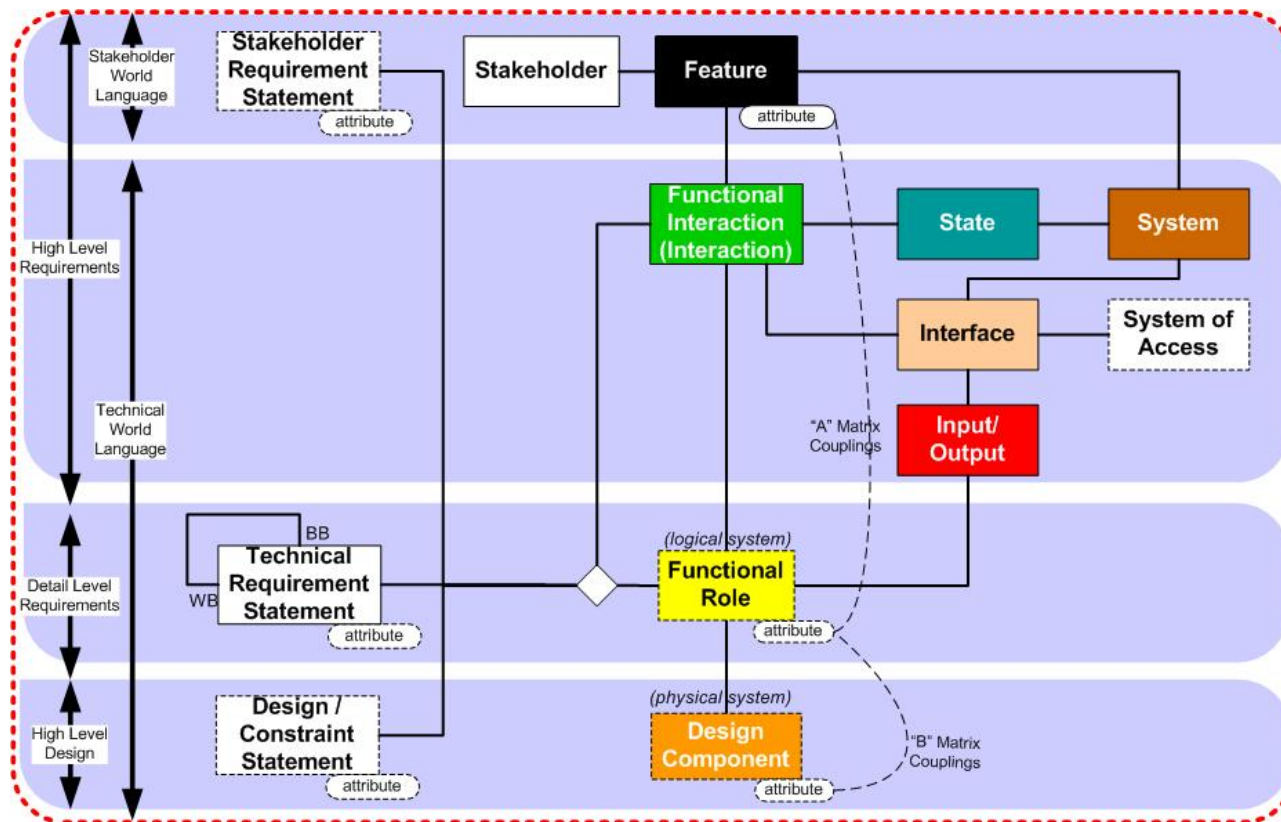 Stakeholder
World
Language
Stakeholder
Requirement
Statement
attribute
Stakeholder
Feature
attribute
High Level
Requirements
Functional
Interaction
(Interaction)
State
System
Interface
System of
Access
Technical
World
Language
"A" Matrix
Couplings
Input/
Output
Detail Level
Requirements
BB
WB
Technical
Requirement
Statement
attribute
(logical system)
Functional
Role
attribute
High Level
Design
Design /
Constraint
Statement
attribute
(physical system)
Design
Component
attribute
"B" Matrix
Couplings